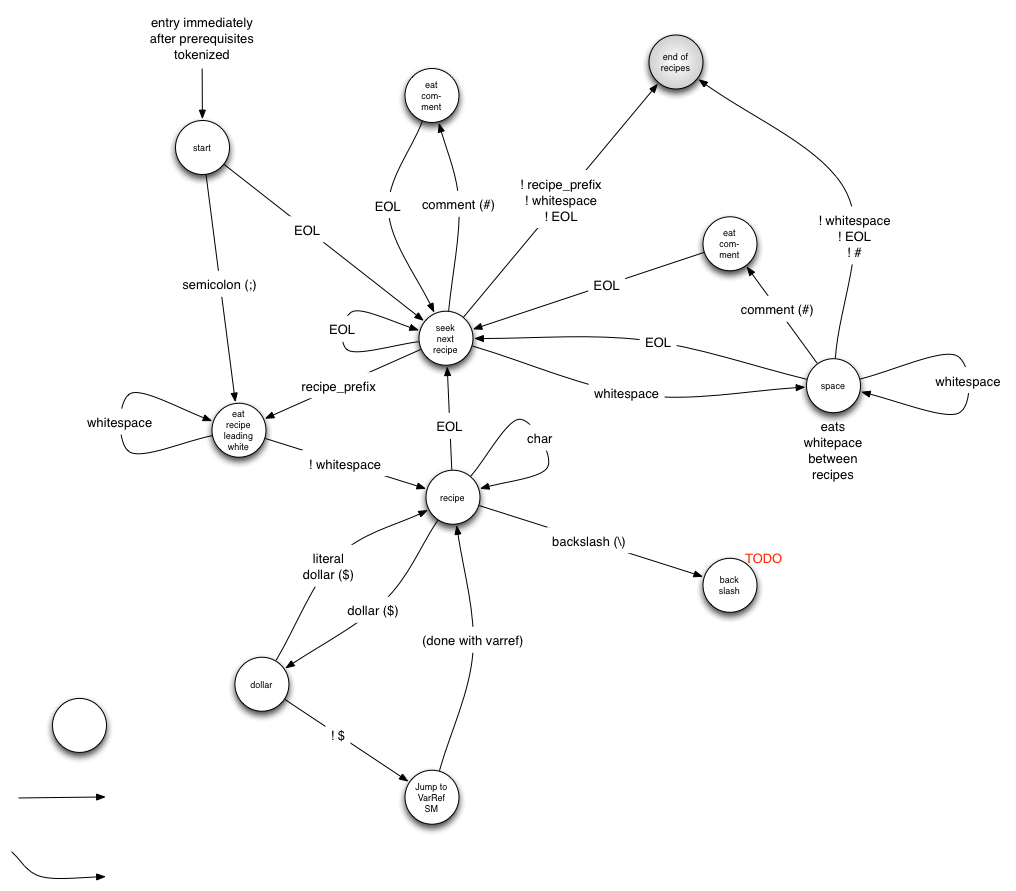 entry immediately
after prerequisites
tokenized
end of
recipes
eat
com-
ment
start
! recipe_prefix
! whitespace
! EOL
EOL
comment (#)
! whitespace
! EOL
! #
EOL
eat
com-
ment
semicolon (;)
EOL
comment (#)
EOL
seek
next
recipe
EOL
recipe_prefix
whitespace
space
whitespace
eats
whitepace
between
recipes
whitespace
eat
recipe
leading
white
EOL
char
! whitespace
recipe
backslash (\)
TODO
back
slash
literal
dollar ($)
dollar ($)
(done with varref)
dollar
! $
Jump to
VarRef
SM